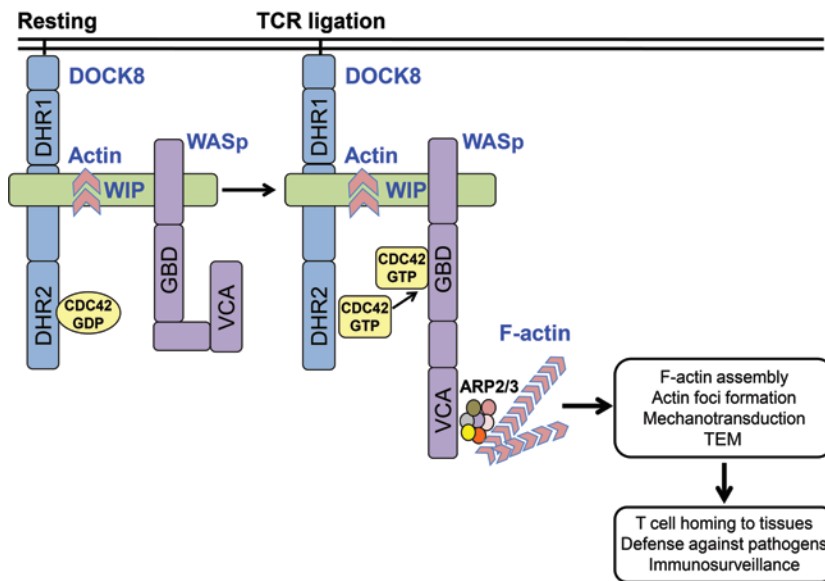 Resting
TCR ligation
DOCK8
DHR1
Actin
WASp
WIP
GBD
DHR2
CDC42
GDP
VCA
DOCK8
DHR1
Actin
WASp
WIP
CDC42
GTP
GBD
DHR2
CDC42
GTP
F-actin
ARP2/3
VCA
F-actin assembly
Actin foci formation
Mechanotransduction
TEM
T cell homing to tissues
Defense against pathogens
Immunosurveillance